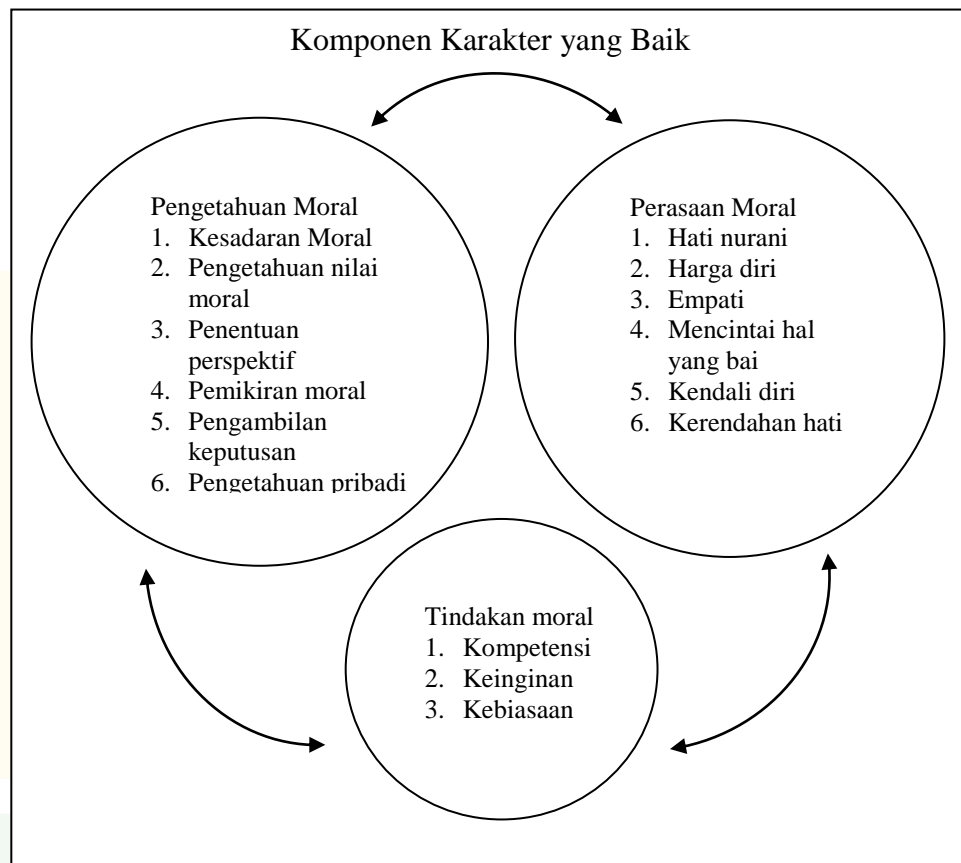 Komponen Karakter yang Baik
Pengetahuan Moral
1. Kesadaran Moral
2. Pengetahuan nilai
moral
3. Penentuan
perspektif
4. Pemikiran moral
5. Pengambilan
keputusan
6. Pengetahuan pribadi
Perasaan Moral
1. Hati nurani
2. Harga diri
3. Empati
4. Mencintai hal
yang bai
5. Kendali diri
6. Kerendahan hati
Tindakan moral
1. Kompetensi
2. Keinginan
3. Kebiasaan